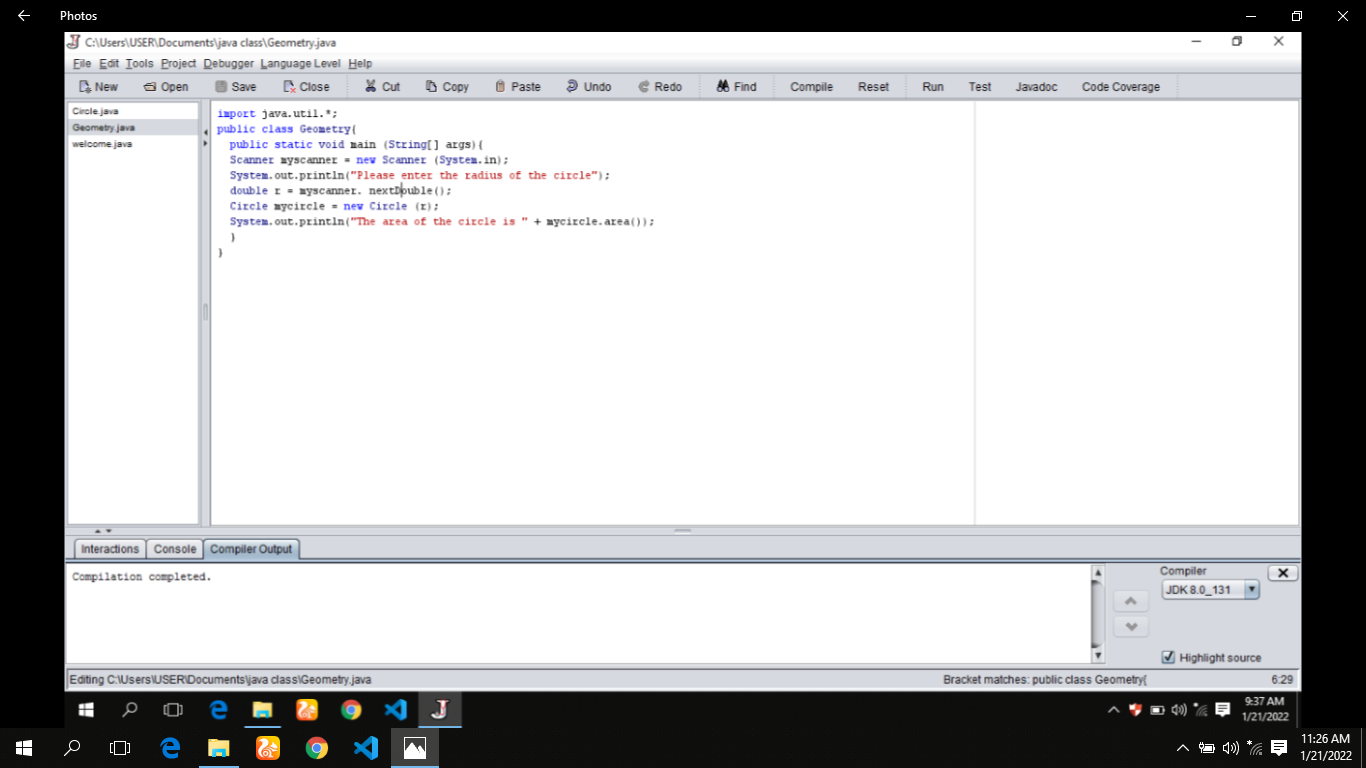 Photos
C:\Users\USER\Documents\java class\Geometry.java
File Edit Tools Project Debugger Language Level Help
New Open Save Close Cut Copy Paste Undo Redo Find Compile Reset Run Test Javadoc Code Coverage
Circle.java
Geometry.java
welcome.java
import java.util.*;
public class Geometry{
public static void main (String[] args){
Scanner myscanner = new Scanner (System.in);
System.out.println("Please enter the radius of the circle");
double r = myscanner. nextDouble();
Circle mycircle = new Circle (r);
System.out.println("The area of the circle is " + mycircle.area());
}
}
Interactions Console Compiler Output
Compilation completed.
Compiler
JDK 8.0_131
Highlight source
Editing C:\Users\USER\Documents\java class\Geometry.java Bracket matches: public class Geometry{ 6:29
9:37 AM
1/21/2022
11:26 AM
1/21/2022